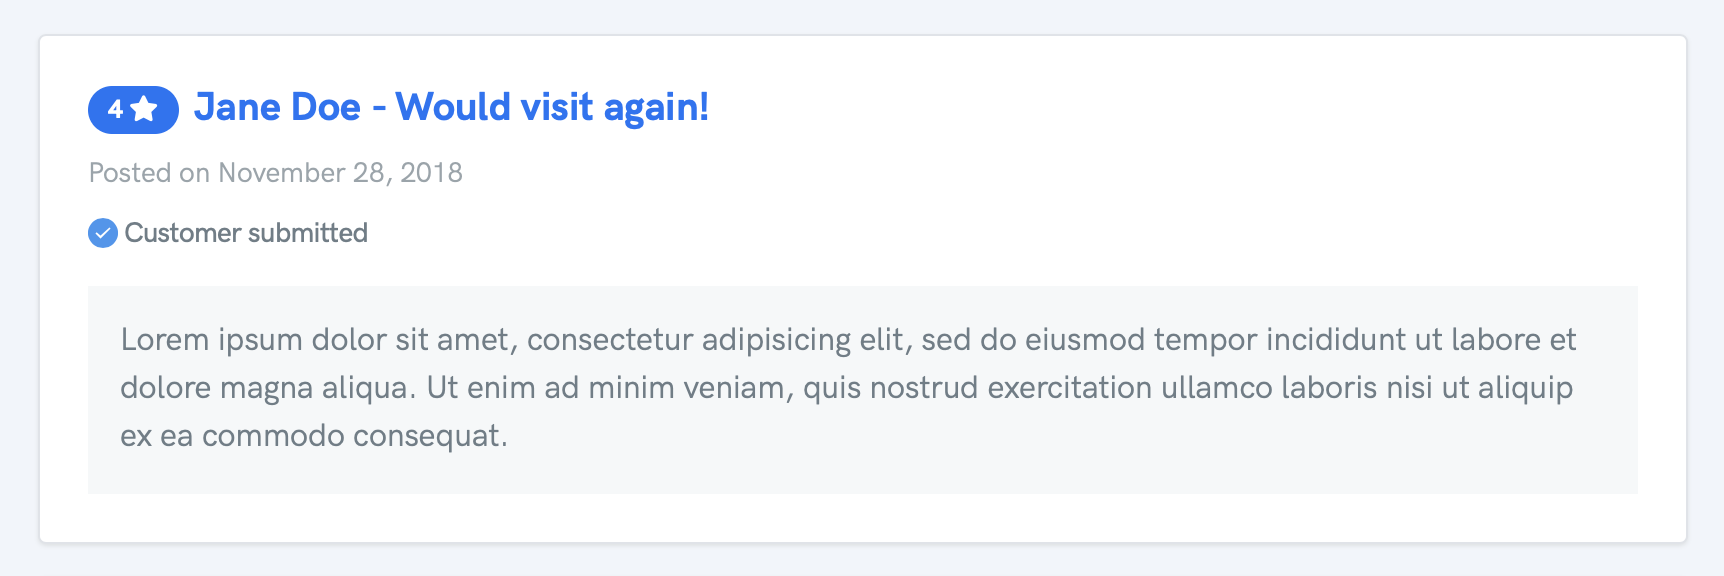 4 Jane Doe - Would visit again!
Posted on November 28, 2018
Customer submitted
Lorem ipsum dolor sit amet, consectetur adipisicing elit, sed do eiusmod tempor incididunt ut labore et
dolore magna aliqua. Ut enim ad minim veniam, quis nostrud exercitation ullamco laboris nisi ut aliquip
ex ea commodo consequat.